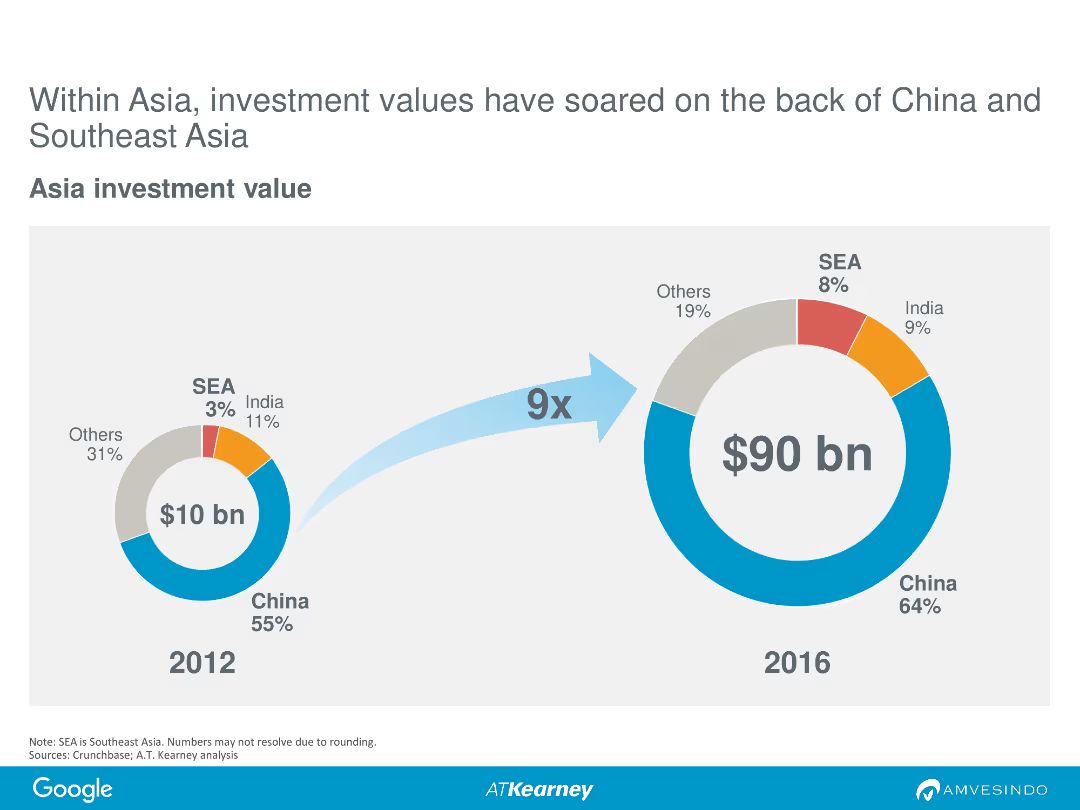 Within Asia, investment values have soared on the back of China and
Southeast Asia
Asia investment value
SEA
3%
India
11%
Others
31%
$10 bn
China
55%
2012
9x
SEA
8%
Others
19%
India
9%
$90 bn
China
64%
2016
Note: SEA is Southeast Asia. Numbers may not resolve due to rounding.
Sources: Crunchbase; A.T. Kearney analysis
Google
ATKearney
AMVESINDO